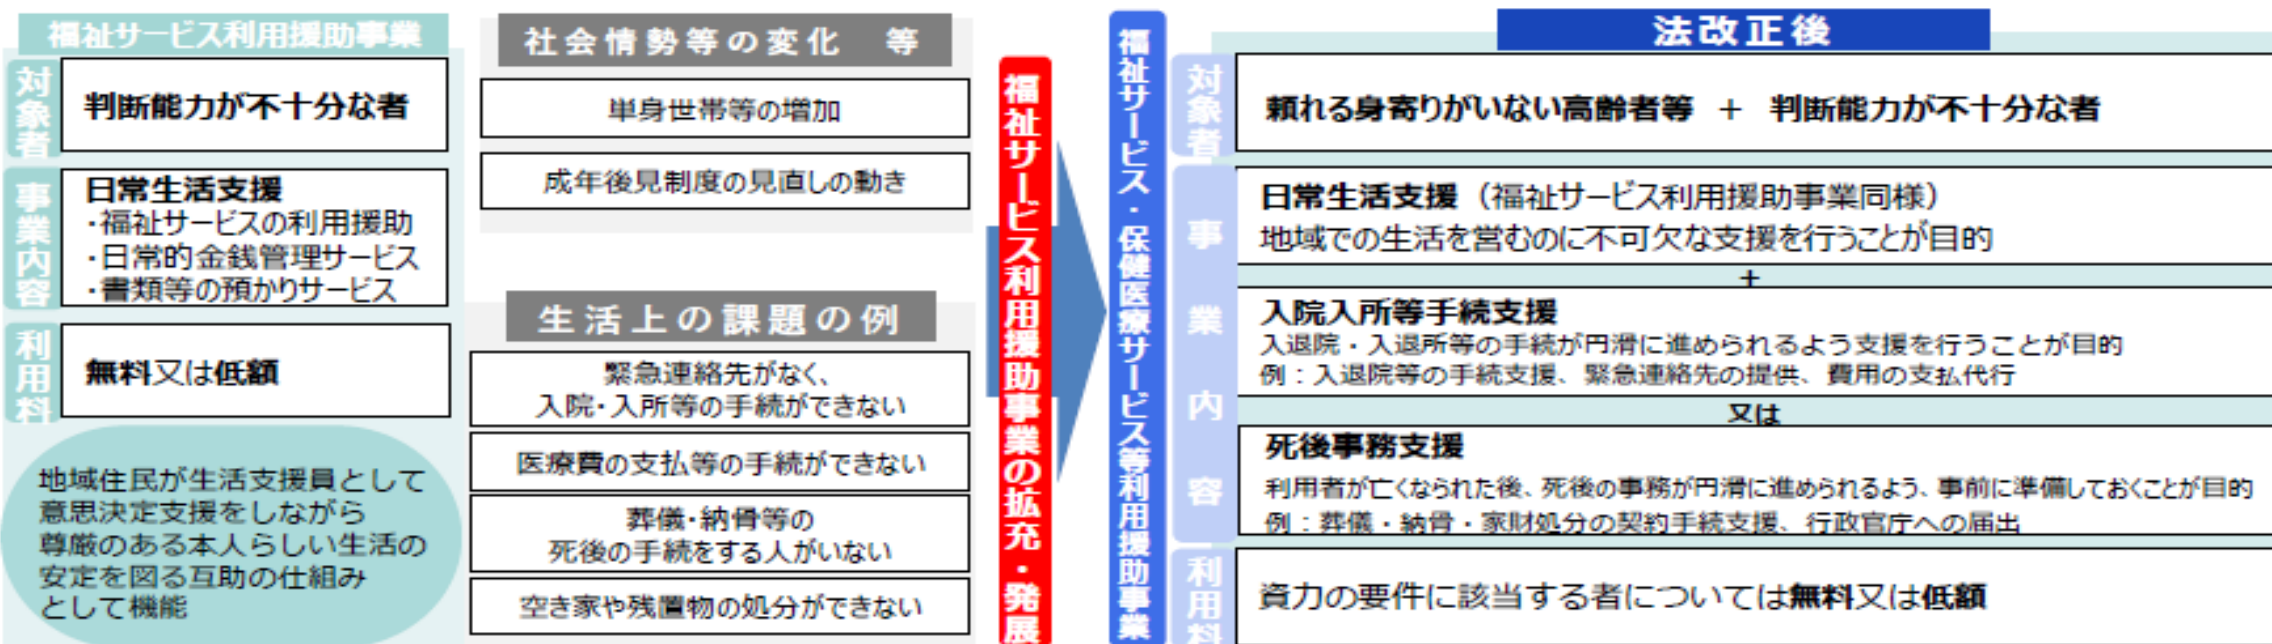 福祉サービス利用援助事業
対象者
判断能力が不十分な者
事業内容
日常生活支援
・福祉サービスの利用援助
・日常的金銭管理サービス
・書類等の預かりサービス
利用料
無料又は低額
地域住民が生活支援員として
意思決定支援をしながら
尊厳のある本人らしい生活の
安定を図る互助の仕組み
として機能
社会情勢等の変化 等
単身世帯等の増加
成年後見制度の見直しの動き
生活上の課題の例
緊急連絡先がなく、
入院・入所等の手続ができない
医療費の支払等の手続ができない
葬儀・納骨等の
死後の手続をする人がいない
空き家や残置物の処分ができない
福祉サービス利用援助事業の拡充・発展
福祉サービス・保健医療サービス等利用援助事業
法改正後
対象者
頼れる身寄りがいない高齢者等 + 判断能力が不十分な者
事業内容
日常生活支援（福祉サービス利用援助事業同様）
地域での生活を営むのに不可欠な支援を行うことが目的
+
入院入所等手続支援
入退院・入退所等の手続が円滑に進められるよう支援を行うことが目的
例：入退院等の手続支援、緊急連絡先の提供、費用の支払代行
又は
死後事務支援
利用者が亡くなられた後、死後の事務が円滑に進められるよう、事前に準備しておくことが目的
例：葬儀・納骨・家財処分の契約手続支援、行政官庁への届出
利用料
資力の要件に該当する者については無料又は低額